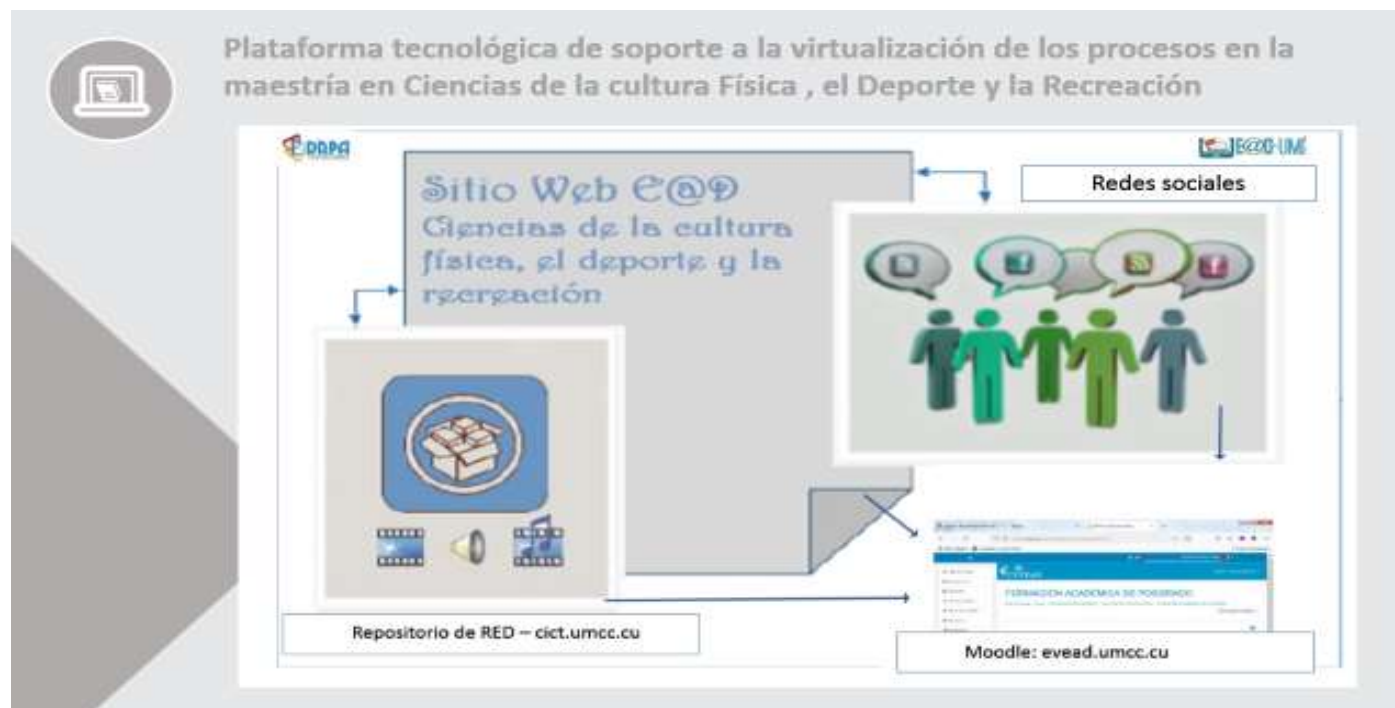 Plataforma tecnológica de soporte a la virtualización de los procesos en la
maestría en Ciencias de la cultura Física , el Deporte y la Recreación
Sitio Web E@D
Ciencias de la cultura
física, el deporte y la
recreación
Redes sociales
Repositorio de RED – cict.umcc.cu
FORMACIÓN ACADÉMICA DE POSGRADO
Moodle: evead.umcc.cu